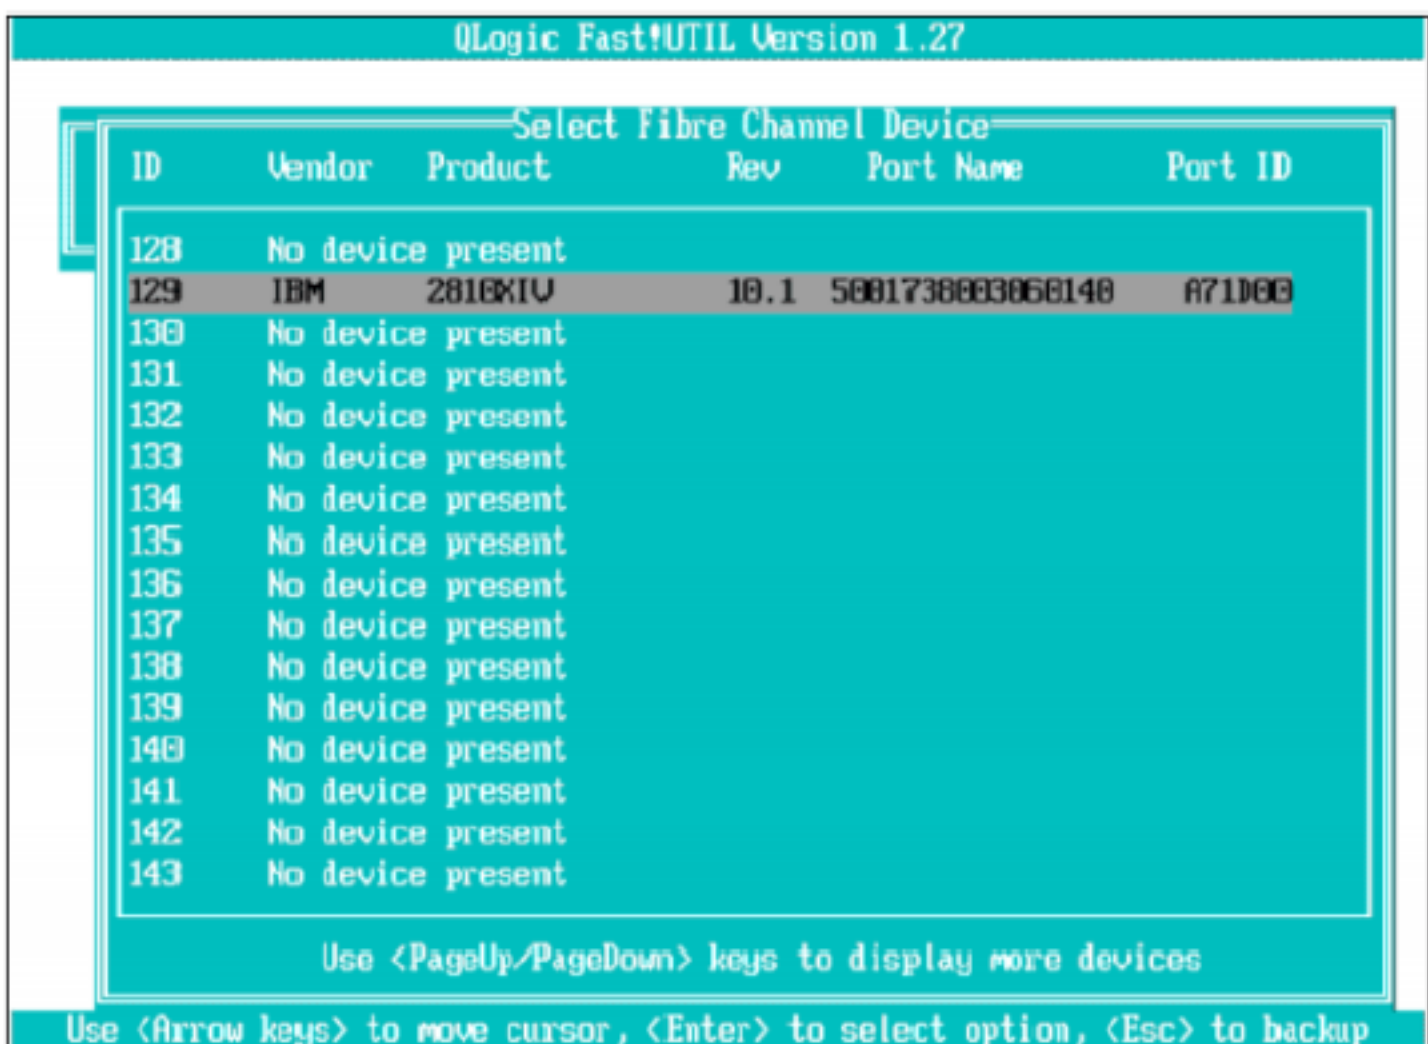 QLogic Fast!UTIL Version 1.27
Select Fibre Channel Device
ID Vendor Product Rev Port Name Port ID
128 No device present
129 IBM 2810XIV 10.1 5001738003060140 A71D00
130 No device present
131 No device present
132 No device present
133 No device present
134 No device present
135 No device present
136 No device present
137 No device present
138 No device present
139 No device present
140 No device present
141 No device present
142 No device present
143 No device present
Use <PageUp/PageDown> keys to display more devices
Use <Arrow keys> to move cursor, <Enter> to select option, <Esc> to backup